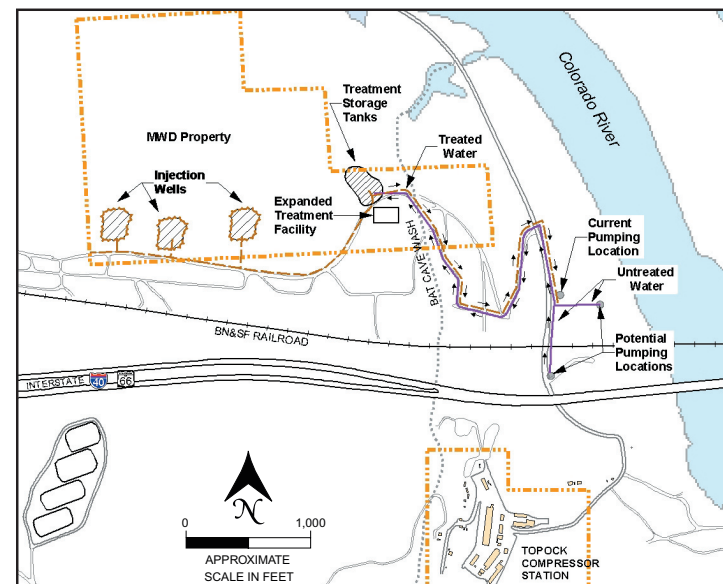 Colorado River
Treatment
Storage
Tanks
MWD Property
Treated
Water
Injection
Wells
Expanded
Treatment
Facility
BAT CAVE WASH
Current
Pumping
Location
Untreated
Water
BN&SF RAILROAD
Potential
Pumping
Locations
INTERSTATE 40 66
N
0 1,000
APPROXIMATE
SCALE IN FEET
TOPOCK
COMPRESSOR
STATION